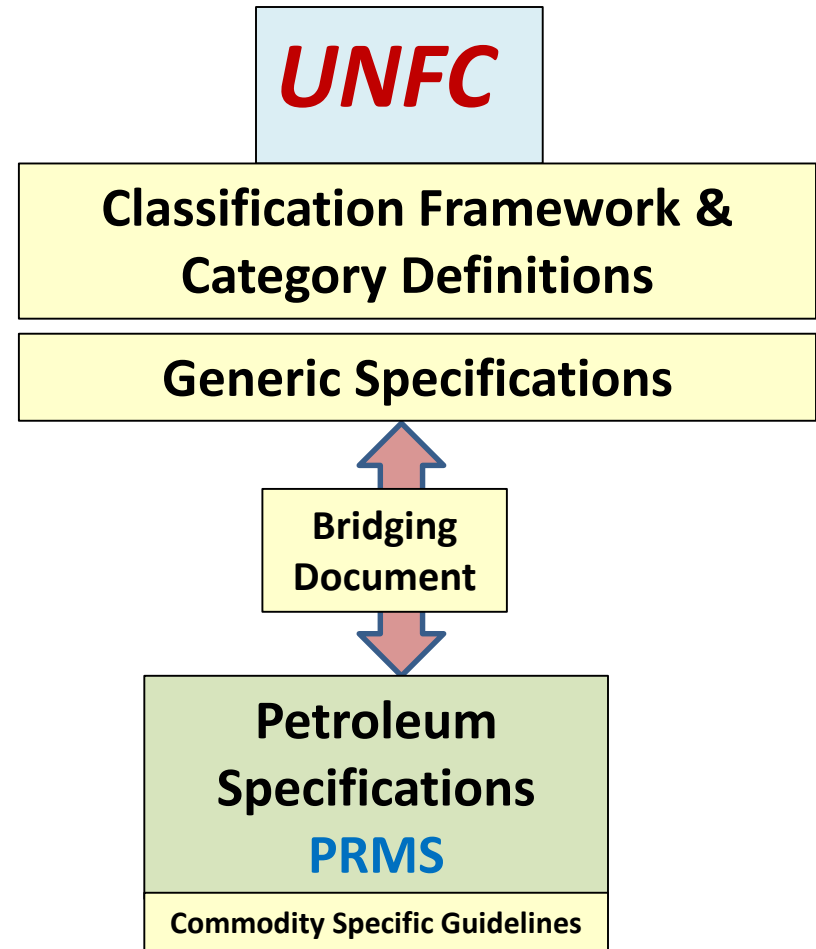 UNFC
Classification Framework &
Category Definitions
Generic Specifications
Bridging
Document
Petroleum
Specifications
PRMS
Commodity Specific Guidelines